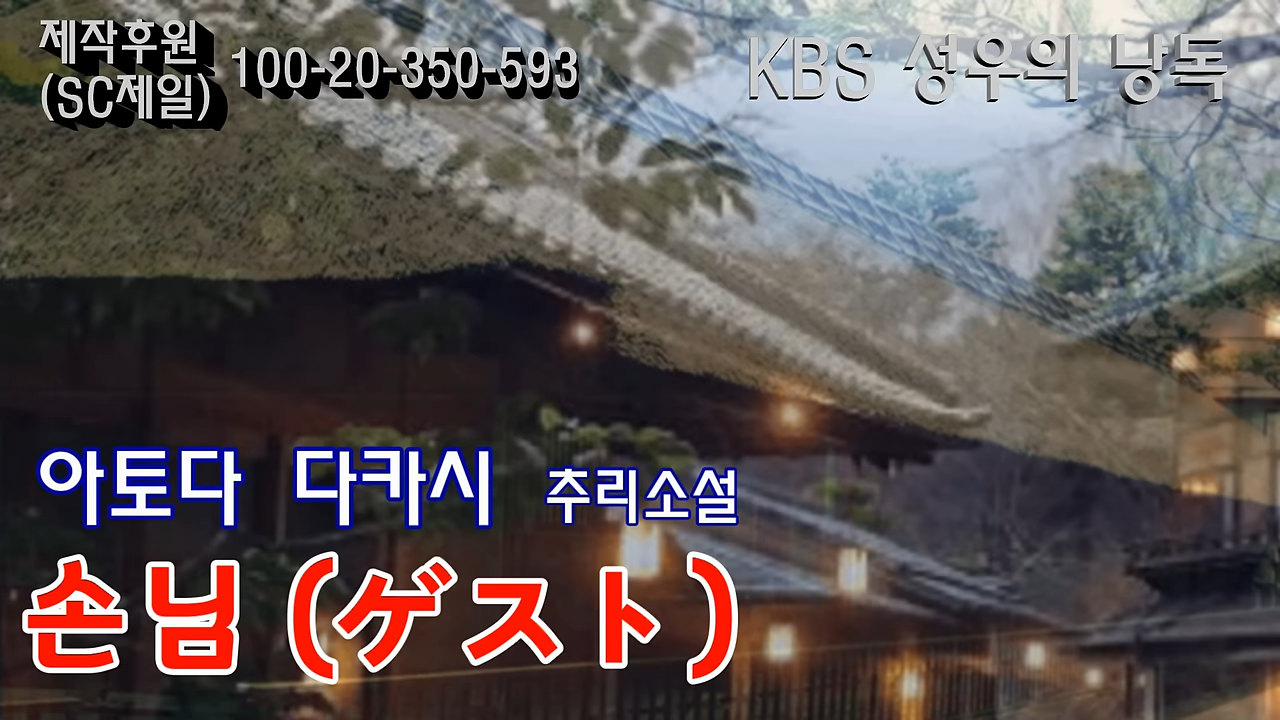 제작후원
(SC제일) 100-20-350-593
KBS 성우의 낭독
아토다 다카시 추리소설
손님 (ゲスト)